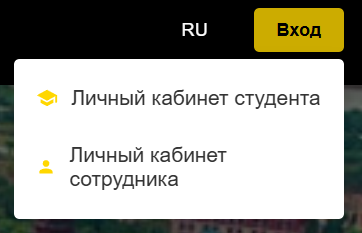 RU
Вход
Личный кабинет студента
Личный кабинет
сотрудника